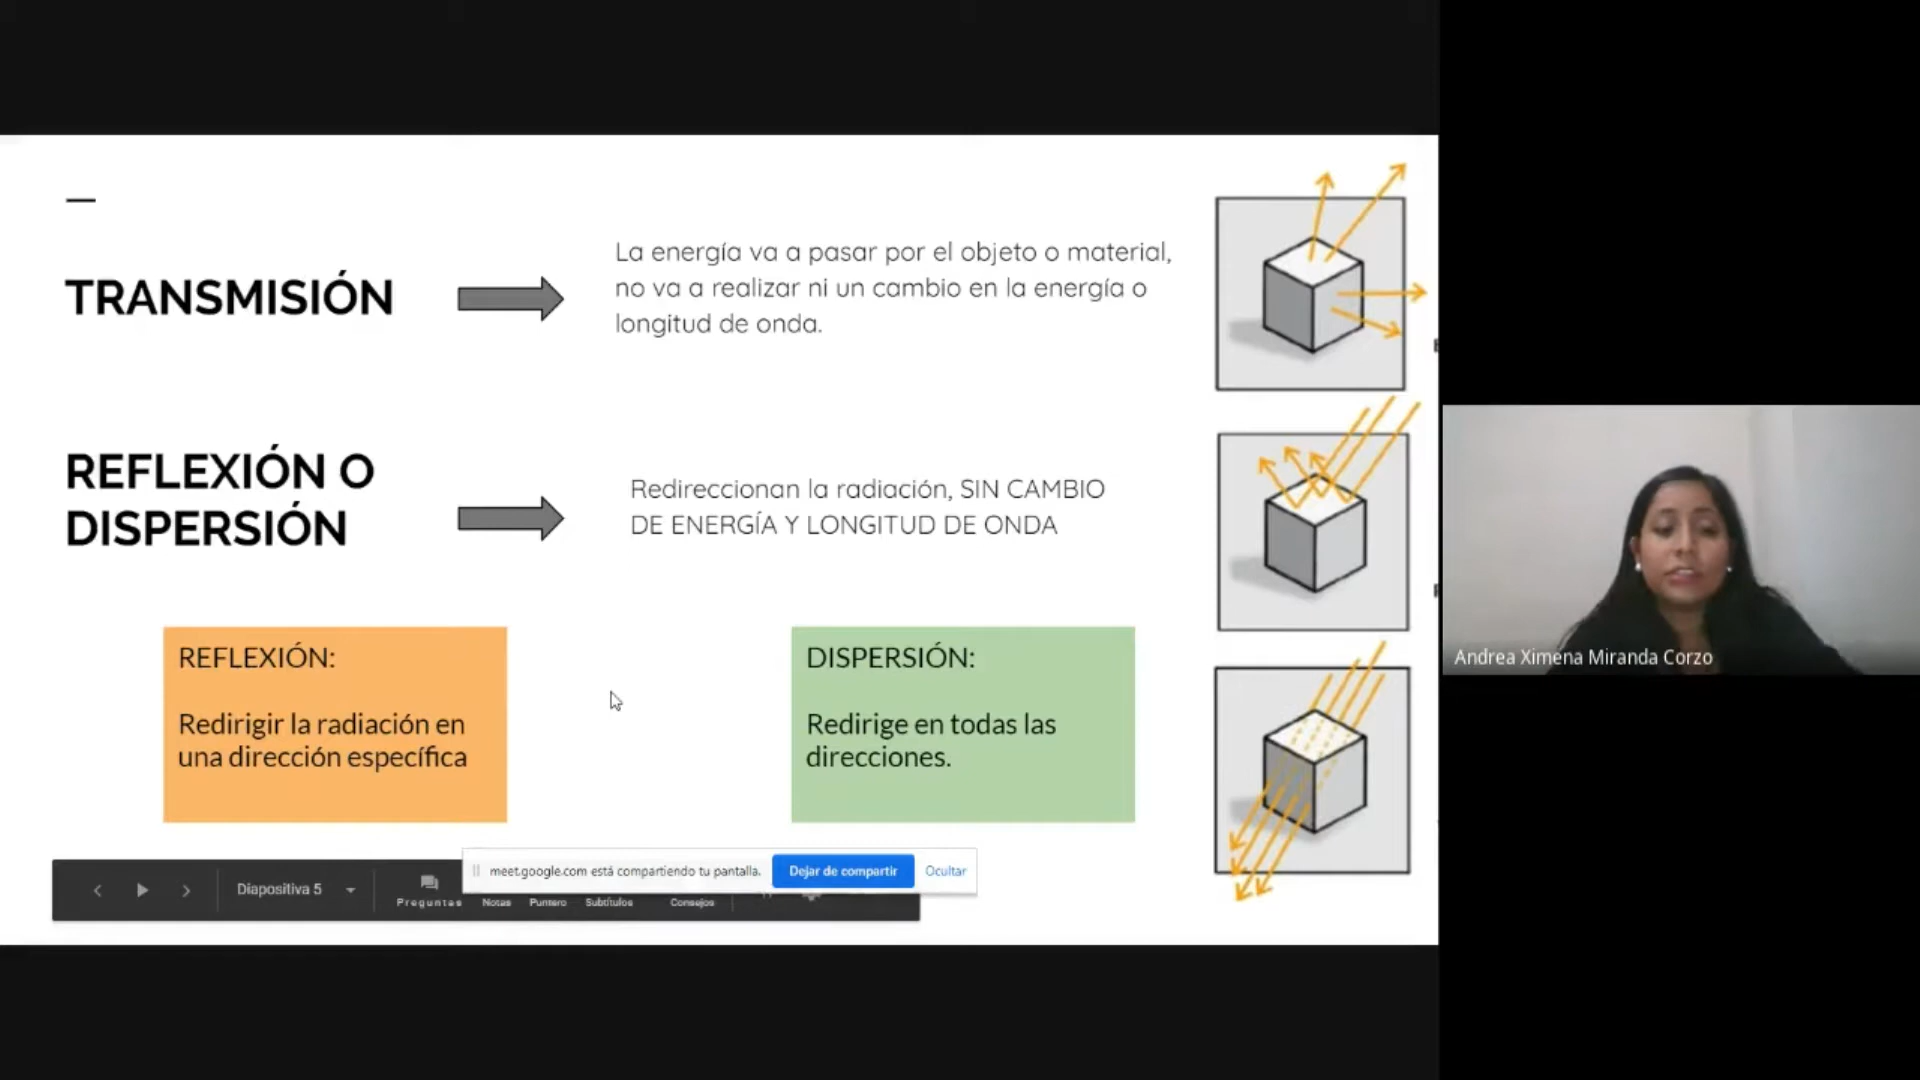 TRANSMISIÓN
La energía va a pasar por el objeto o material,
no va a realizar ni un cambio en la energía o
longitud de onda.
REFLEXIÓN O
DISPERSIÓN
Redireccionan la radiación, SIN CAMBIO
DE ENERGÍA Y LONGITUD DE ONDA
REFLEXIÓN:
Redirigir la radiación en
una dirección específica
DISPERSIÓN:
Redirige en todas las
direcciones.
meet.google.com está compartiendo tu pantalla.
Dejar de compartir
Ocultar
Diapositiva 5
Preguntas
Notas
Puntero
Subtítulos
Consejos
Andrea Ximena Miranda Corzo